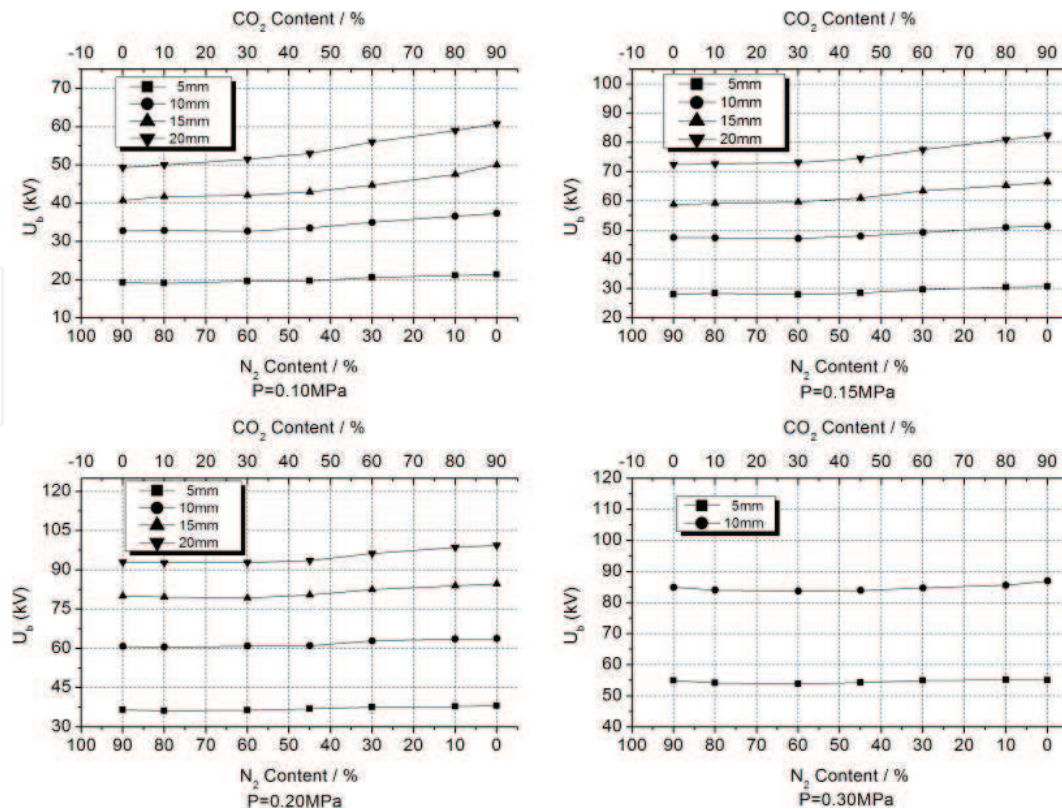 CO2 Content / %
-10 0 10 20 30 40 50 60 70 80 90
70
60
50
40
30
20
10
Ub (kV)
5mm
10mm
15mm
20mm
100 90 80 70 60 50 40 30 20 10 0
N2 Content / %
P=0.10MPa
CO2 Content / %
-10 0 10 20 30 40 50 60 70 80 90
100
90
80
70
60
50
40
30
20
Ub (kV)
5mm
10mm
15mm
20mm
100 90 80 70 60 50 40 30 20 10 0
N2 Content / %
P=0.15MPa
CO2 Content / %
-10 0 10 20 30 40 50 60 70 80 90
120
105
90
75
60
45
30
Ub (kV)
5mm
10mm
15mm
20mm
100 90 80 70 60 50 40 30 20 10 0
N2 Content / %
P=0.20MPa
CO2 Content / %
-10 0 10 20 30 40 50 60 70 80 90
120
110
100
90
80
70
60
50
40
Ub (kV)
5mm
10mm
100 90 80 70 60 50 40 30 20 10 0
N2 Content / %
P=0.30MPa